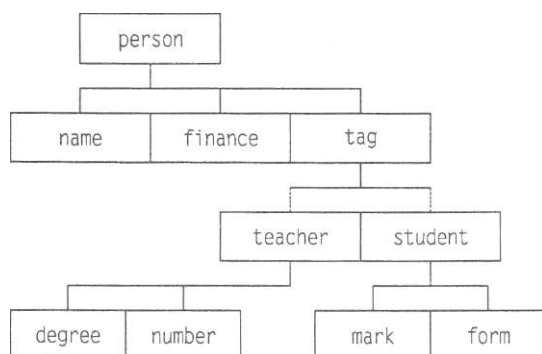 person
name finance tag
teacher student
degree number mark form